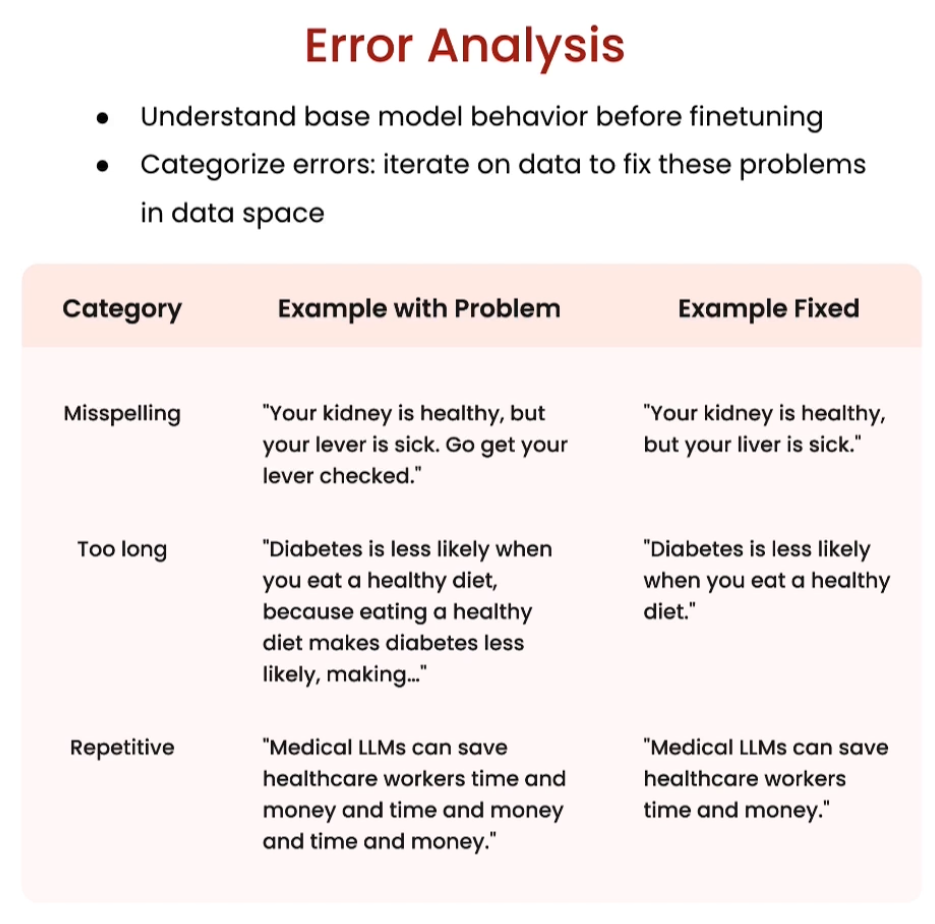 Error Analysis
● Understand base model behavior before finetuning
● Categorize errors: iterate on data to fix these problems
in data space
Category Example with Problem Example Fixed
Misspelling
"Your kidney is healthy, but
your lever is sick. Go get your
lever checked."
"Your kidney is healthy,
but your liver is sick."
Too long
"Diabetes is less likely when
you eat a healthy diet,
because eating a healthy
diet makes diabetes less
likely, making..."
"Diabetes is less likely
when you eat a healthy
diet."
Repetitive
"Medical LLMs can save
healthcare workers time and
money and time and money
and time and money."
"Medical LLMs can save
healthcare workers
time and money."